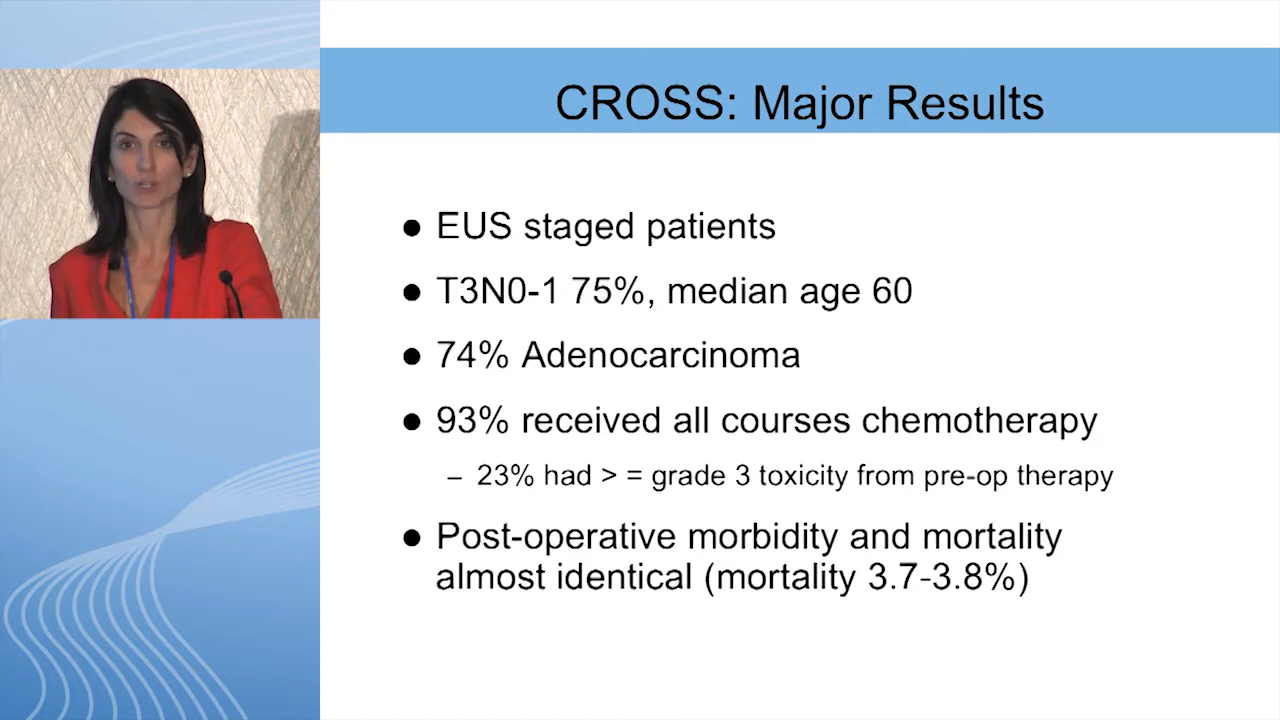 CROSS: Major Results
● EUS staged patients
● T3N0-1 75%, median age 60
● 74% Adenocarcinoma
● 93% received all courses chemotherapy
– 23% had > = grade 3 toxicity from pre-op therapy
● Post-operative morbidity and mortality
almost identical (mortality 3.7-3.8%)